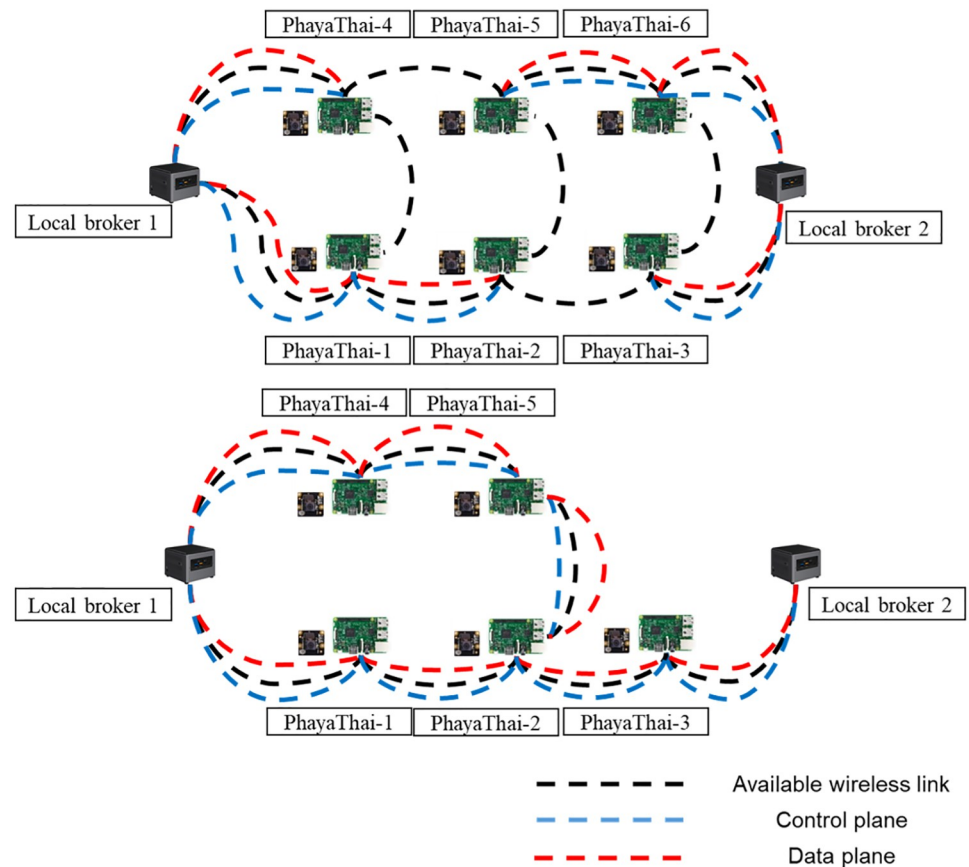 PhayaThai-4
PhayaThai-5
PhayaThai-6
Local broker 1
Local broker 2
PhayaThai-1
PhayaThai-2
PhayaThai-3
PhayaThai-4
PhayaThai-5
Local broker 1
Local broker 2
PhayaThai-1
PhayaThai-2
PhayaThai-3
Available wireless link
Control plane
Data plane